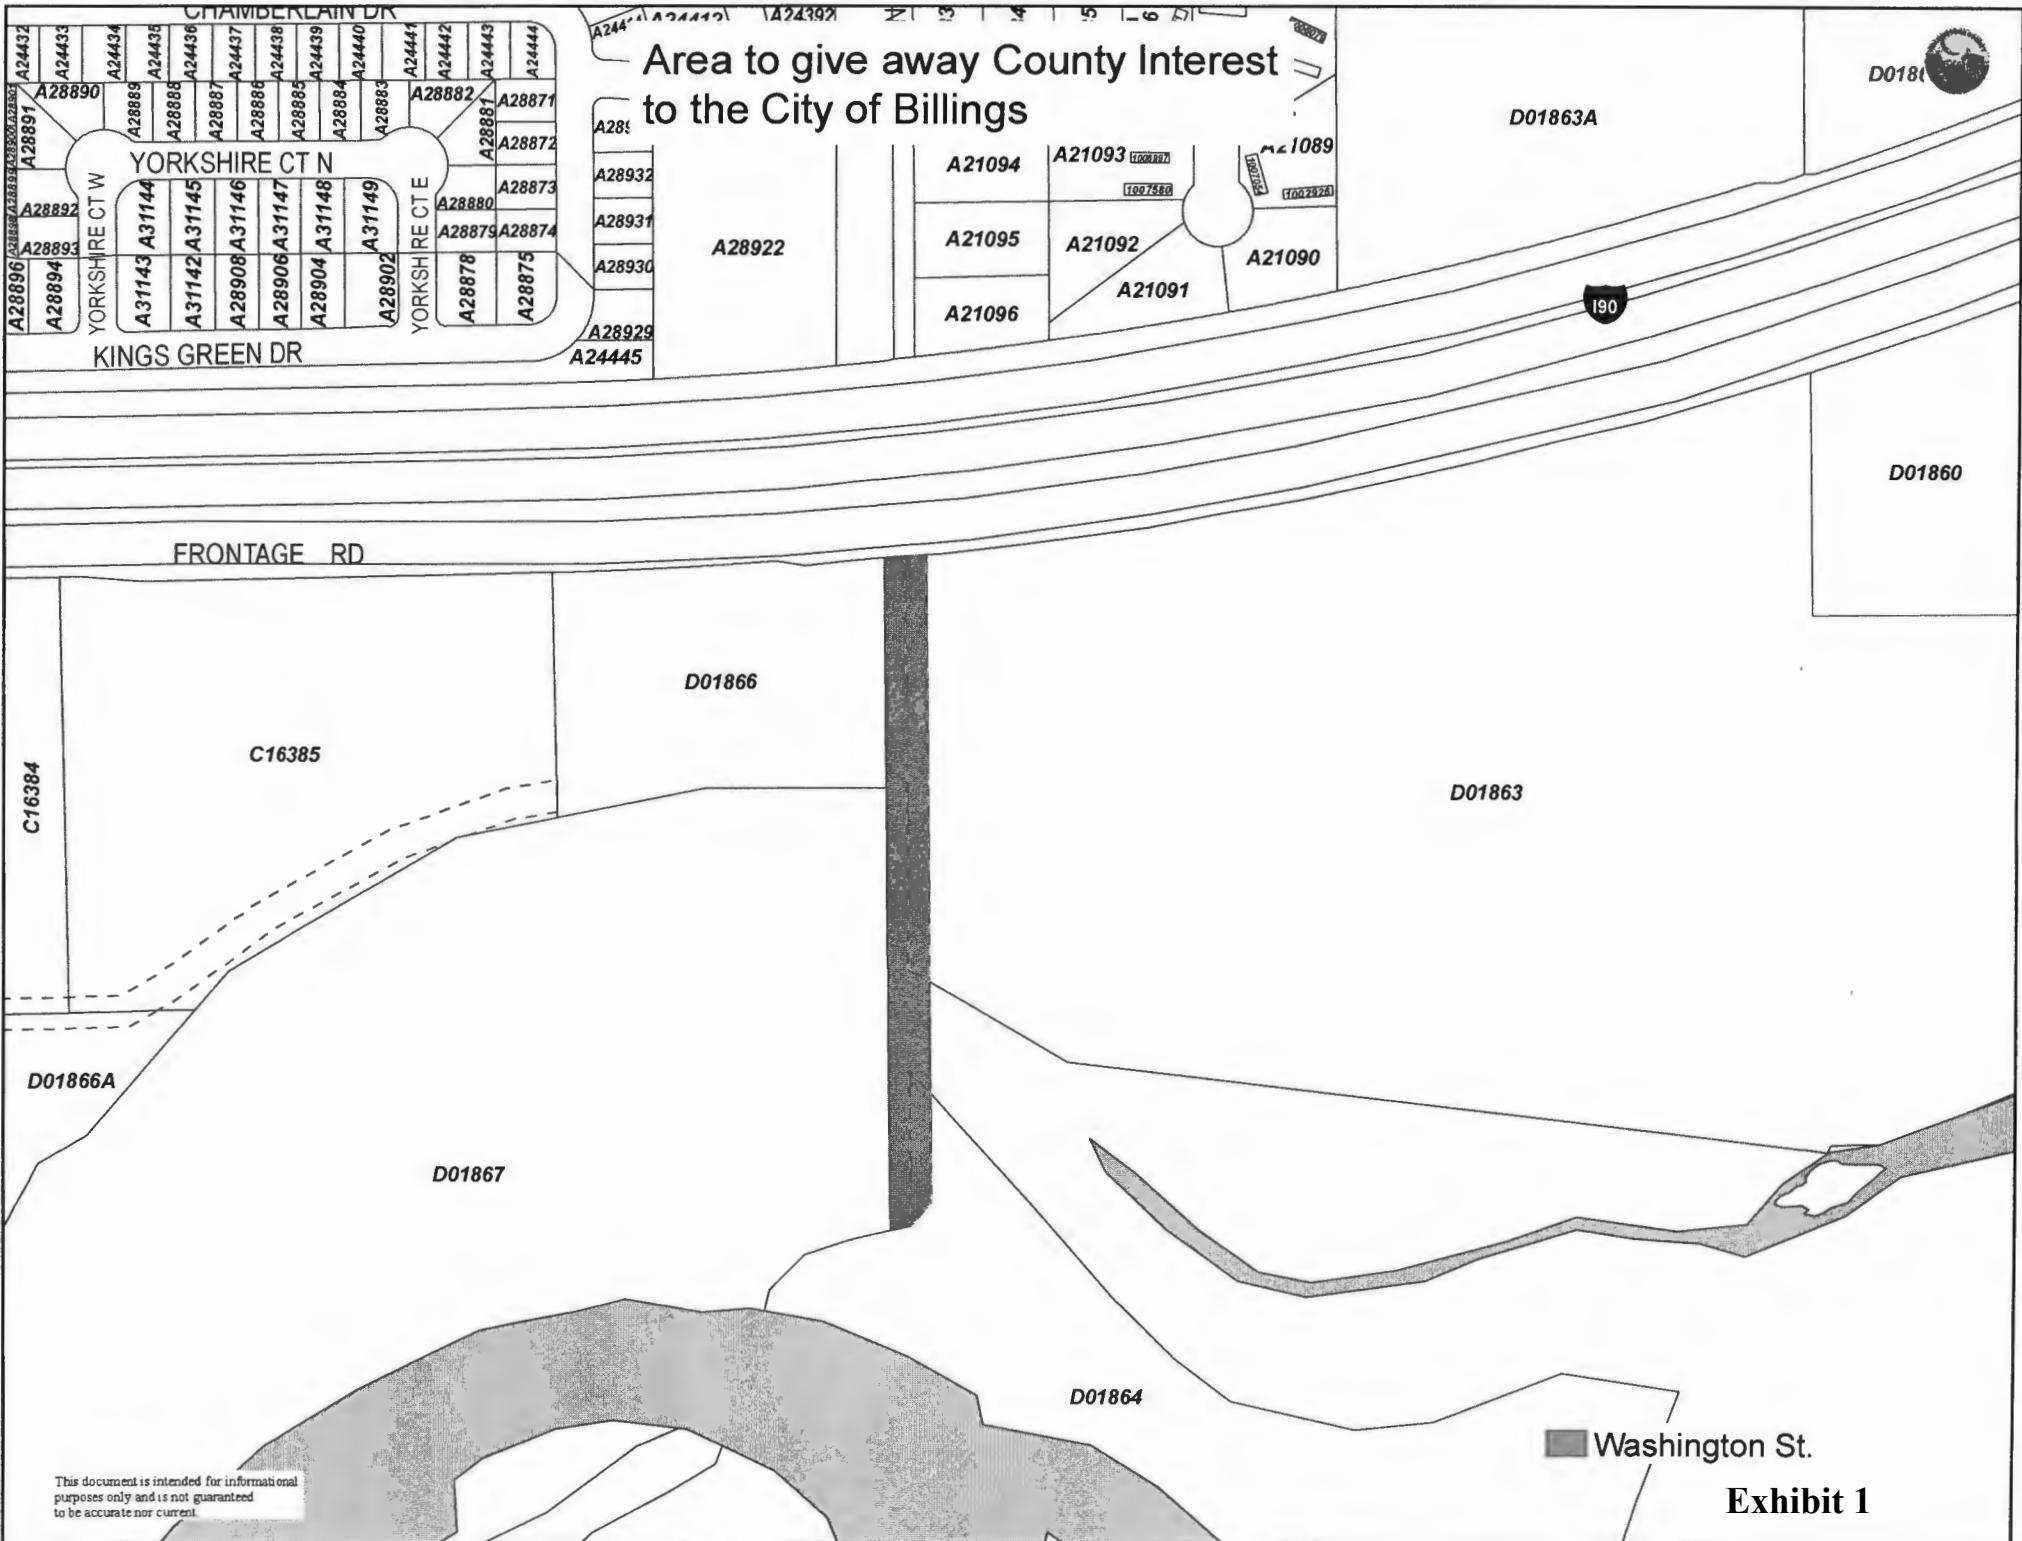 CHAMBERLAIN DR
A24432
A24433
A24434
A24435
A24436
A24437
A24438
A24439
A24440
A24441
A24442
A24443
A24444
A24412
A24392
Area to give away County Interest
to the City of Billings
D01863A
A28890
A28891
A28889
A28888
A28887
A28886
A28885
A28884
A28883
A28882
A28881
A28871
A28872
A28873
A28874
A28880
A28879
YORKSHIRE CT N
YORKSHIRE CT W
YORKSHIRE CT E
A28892
A28893
A28899
A28896
A28894
A31144
A31145
A31146
A31147
A31148
A31149
A31143
A31142
A28908
A28906
A28904
A28902
A28878
A28875
KINGS GREEN DR
A28932
A28931
A28930
A28929
A24445
A28922
A21094
A21095
A21096
A21093
1007580
A21092
A21091
1002926
A21090
I90
D01860
FRONTAGE RD
D01866
C16385
C16384
D01863
D01866A
D01867
D01864
Washington St.
Exhibit 1
This document is intended for informational
purposes only and is not guaranteed
to be accurate nor current.